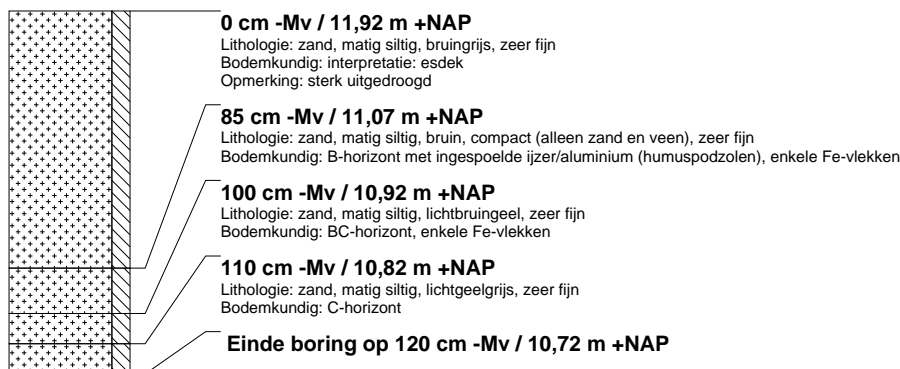 0 cm -Mv / 11,92 m +NAP
Lithologie: zand, matig siltig, bruingrijs, zeer fijn
Bodemkundig: interpretatie: esdek
Opmerking: sterk uitgedroogd
85 cm -Mv / 11,07 m +NAP
Lithologie: zand, matig siltig, bruin, compact (alleen zand en veen), zeer fijn
Bodemkundig: B-horizont met ingespoelde ijzer/aluminium (humuspodzolen), enkele Fe-vlekken
100 cm -Mv / 10,92 m +NAP
Lithologie: zand, matig siltig, lichtbruingeel, zeer fijn
Bodemkundig: BC-horizont, enkele Fe-vlekken
110 cm -Mv / 10,82 m +NAP
Lithologie: zand, matig siltig, lichtgeelgrijs, zeer fijn
Bodemkundig: C-horizont
Einde boring op 120 cm -Mv / 10,72 m +NAP